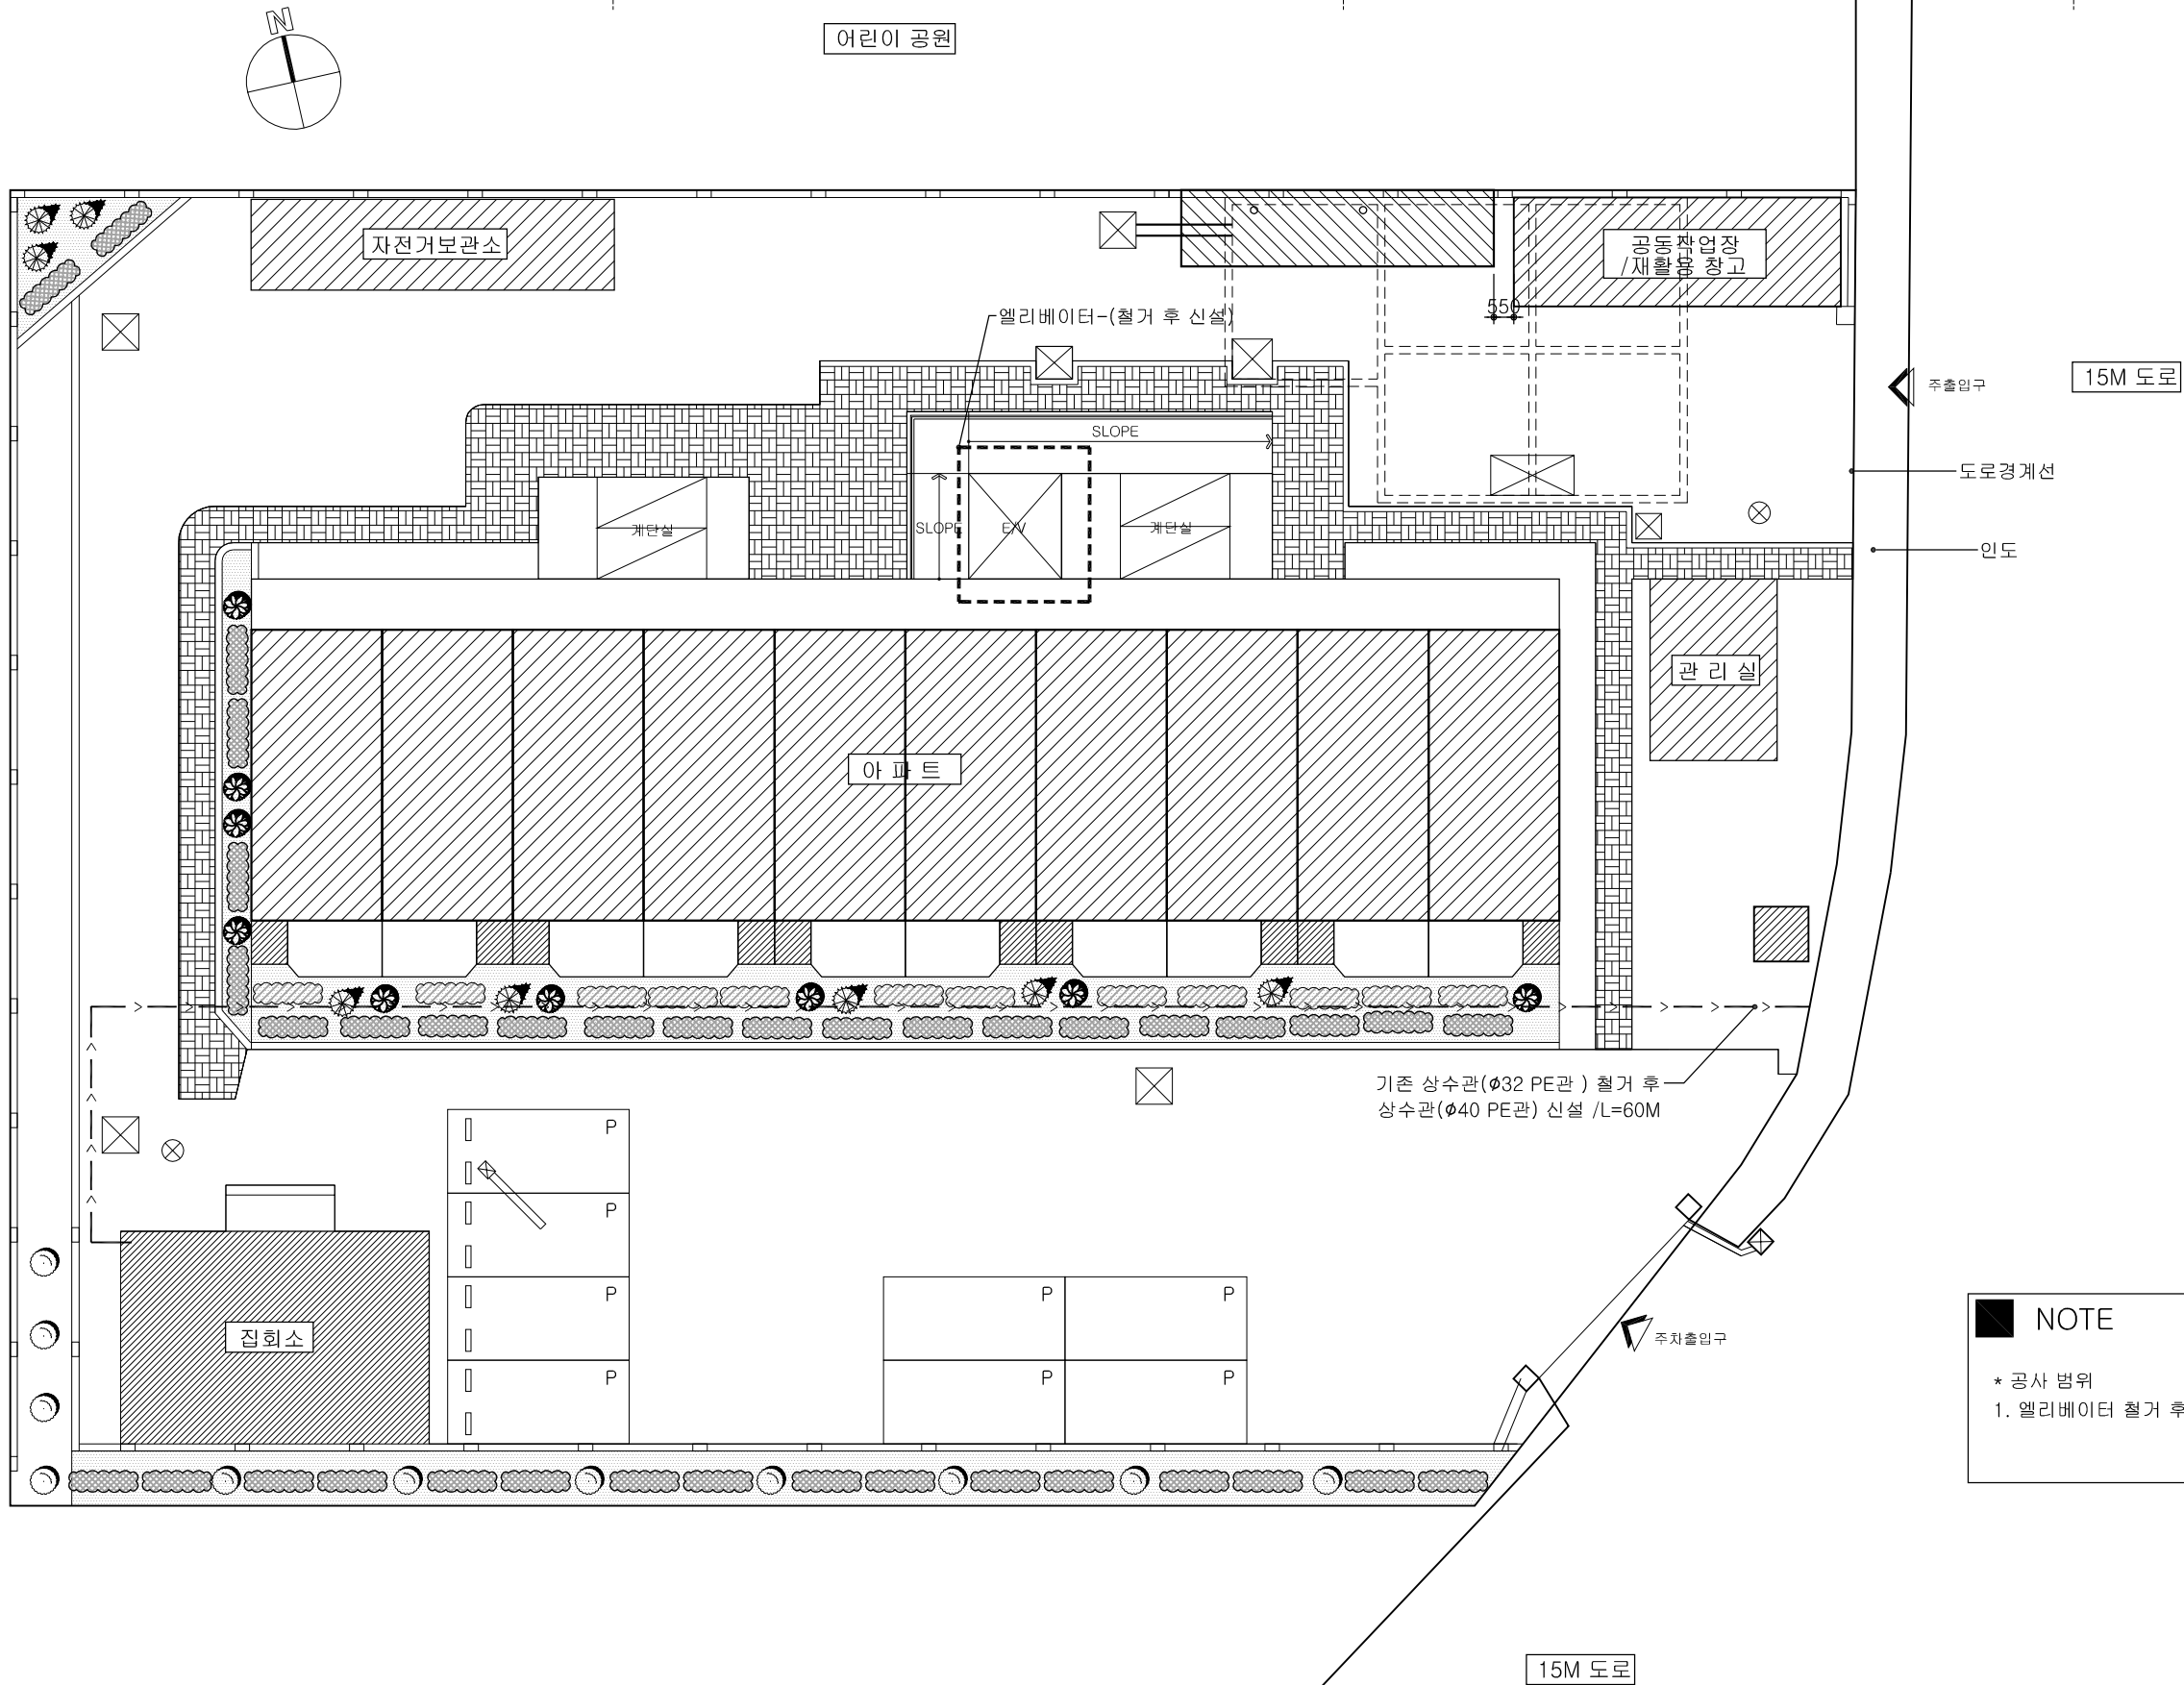 N
어린이 공원
자전거보관소
공동작업장
/재활용 창고
엘리베이터-(철거 후 신설)
550
15M 도로
주출입구
SLOPE
도로경계선
계단실
SLOPE
E/V
계단실
인도
관 리 실
아 파 트
기존 상수관(Φ32 PE관 ) 철거 후
상수관(Φ40 PE관) 신설 /L=60M
P
P
P
P
P
P
P
P
집회소
주차출입구
NOTE
* 공사 범위
1. 엘리베이터 철거 후
15M 도로